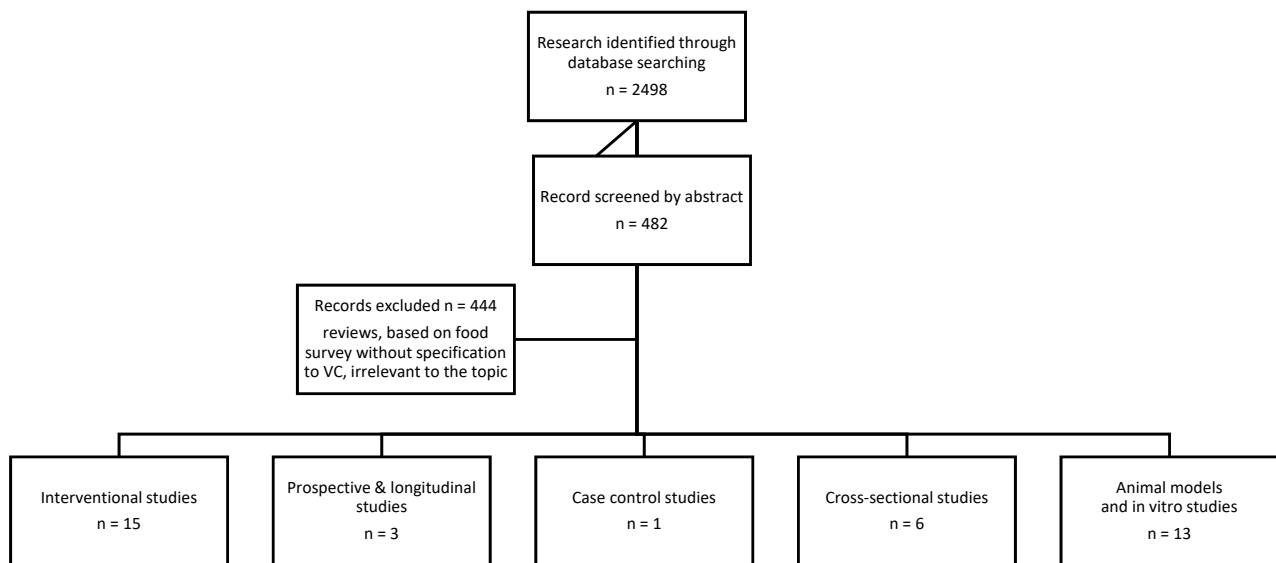 Research identified through
database searching
n = 2498
Record screened by abstract
n = 482
Records excluded n = 444
reviews, based on food
survey without specification
to VC, irrelevant to the topic
Interventional studies
n = 15
Prospective & longitudinal
studies
n = 3
Case control studies
n = 1
Cross-sectional studies
n = 6
Animal models
and in vitro studies
n = 13